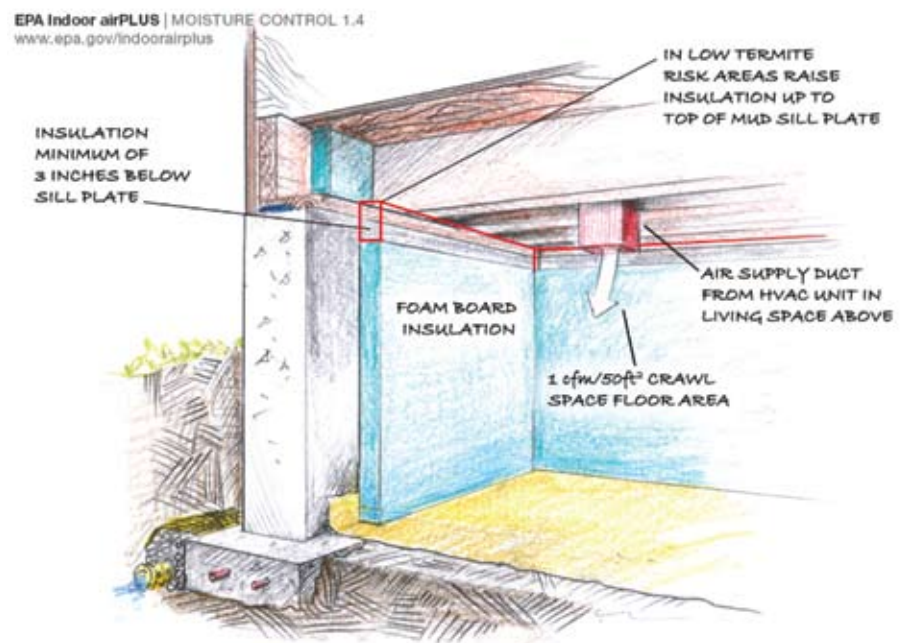 EPA Indoor airPLUS | MOISTURE CONTROL 1.4
www.epa.gov/indoorairplus
IN LOW TERMITE
RISK AREAS RAISE
INSULATION UP TO
TOP OF MUD SILL PLATE
INSULATION
MINIMUM OF
3 INCHES BELOW
SILL PLATE
FOAM BOARD
INSULATION
AIR SUPPLY DUCT
FROM HVAC UNIT IN
LIVING SPACE ABOVE
1 cfm/50ft² CRAWL
SPACE FLOOR AREA